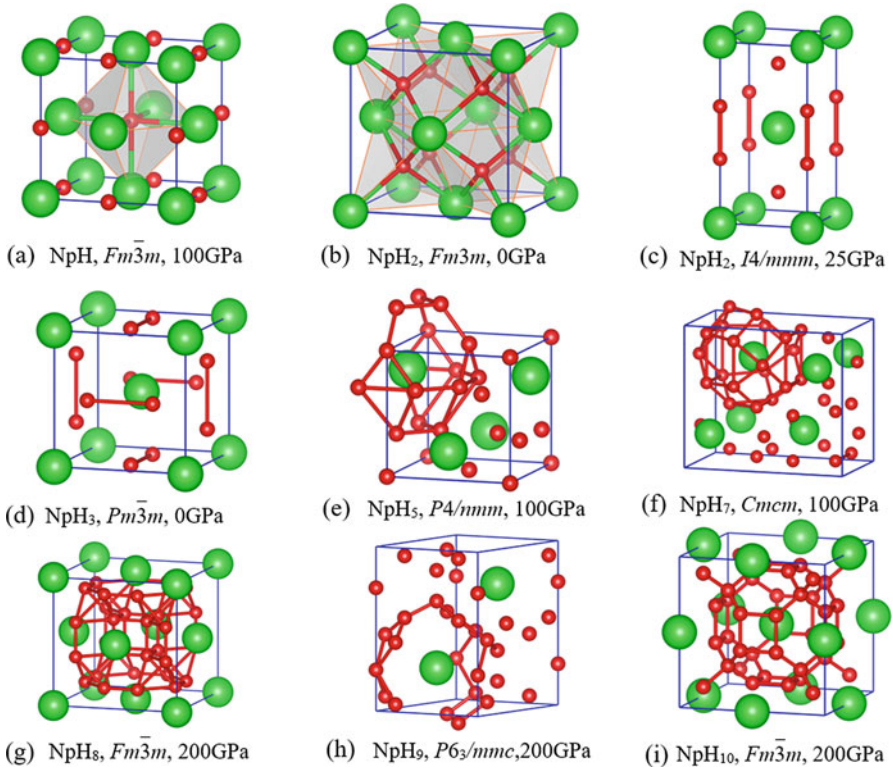 (a) NpH, Fm3̅m, 100GPa
(b) NpH₂, Fm3m, 0GPa
(c) NpH₂, I4/mmm, 25GPa
(d) NpH₃, Pm3̅m, 0GPa
(e) NpH₅, P4/nmm, 100GPa
(f) NpH₇, Cmcm, 100GPa
(g) NpH₈, Fm3̅m, 200GPa
(h) NpH₉, P6₃/mmc,200GPa
(i) NpH₁₀, Fm3̅m, 200GPa